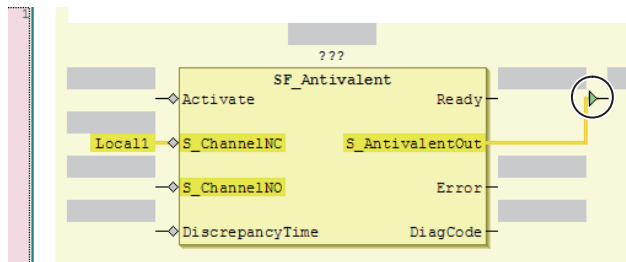 1
???
SF_Antivalent
Activate Ready
Local1 S_ChannelNC S_AntivalentOut
S_ChannelNO Error
DiscrepancyTime DiagCode